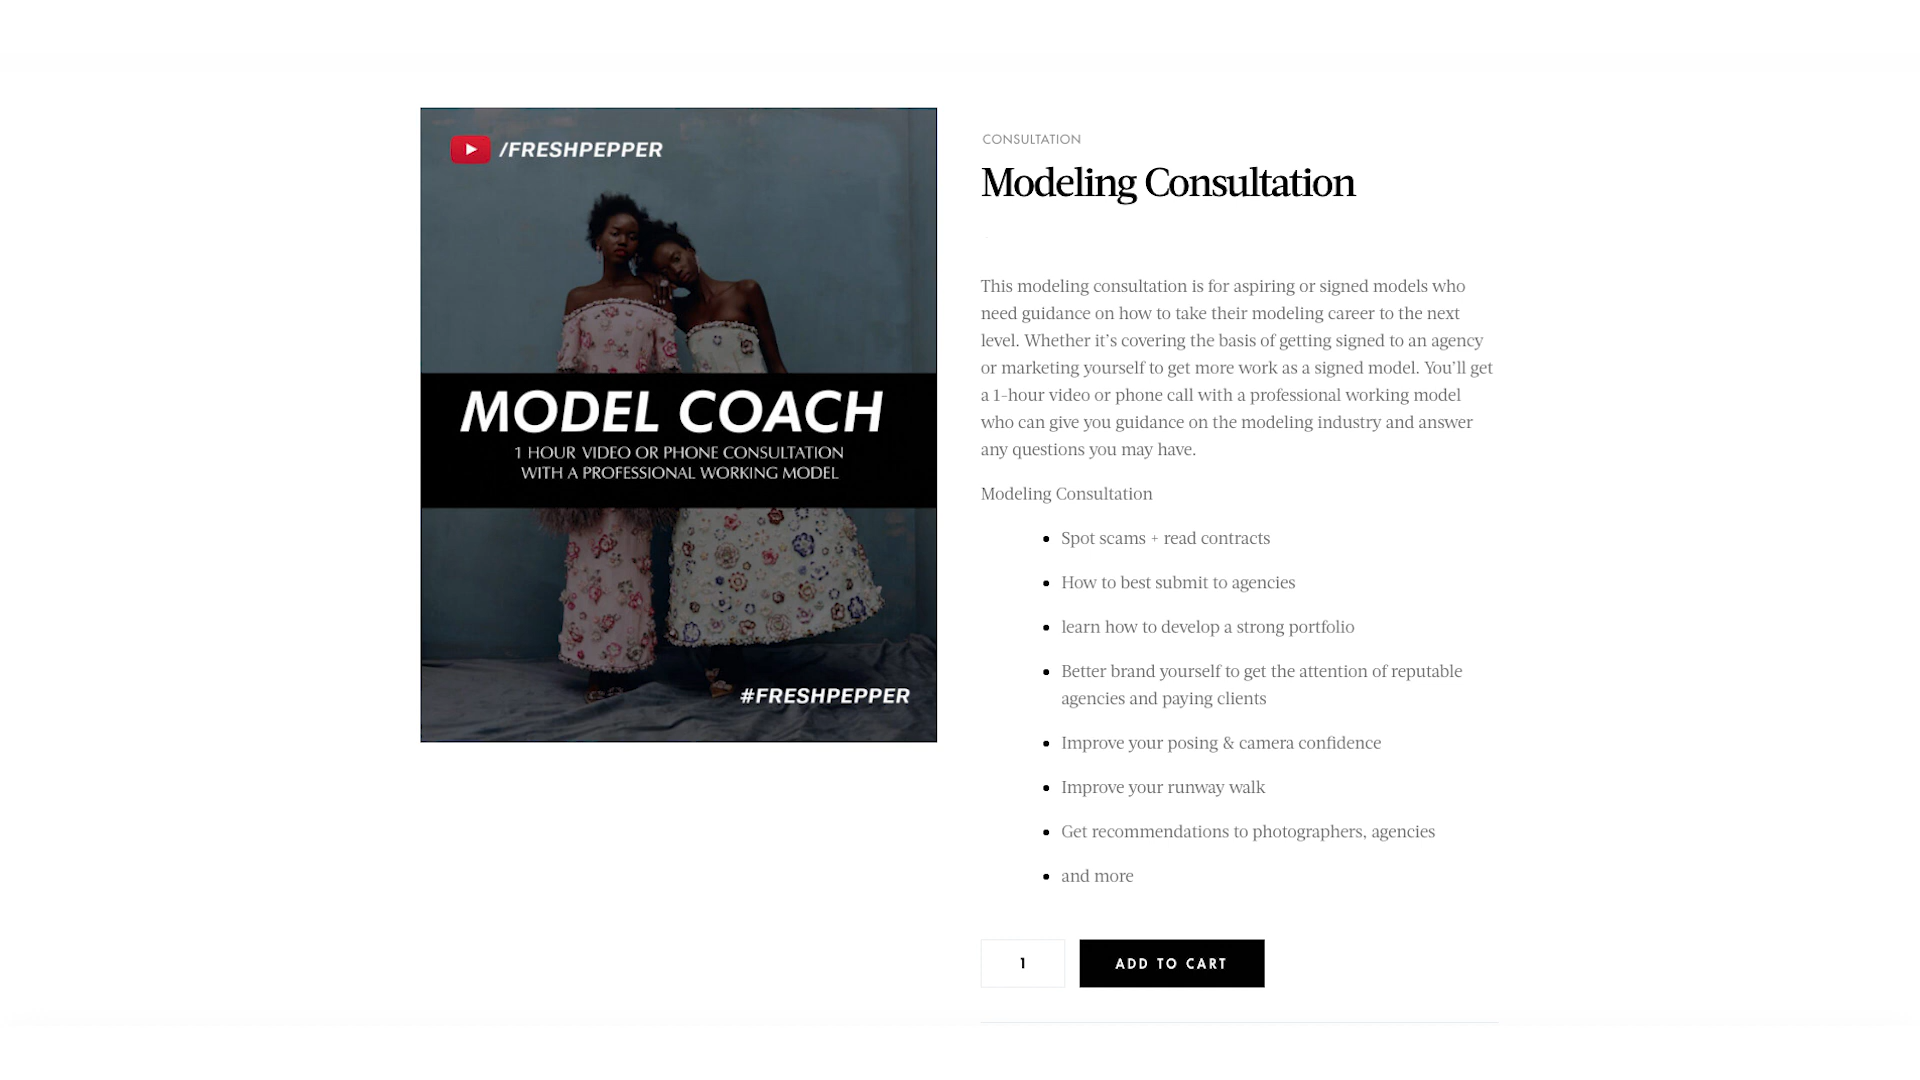 /FRESHPEPPER
MODEL COACH
1 HOUR VIDEO OR PHONE CONSULTATION
WITH A PROFESSIONAL WORKING MODEL
#FRESHPEPPER
CONSULTATION
Modeling Consultation
This modeling consultation is for aspiring or signed models who
need guidance on how to take their modeling career to the next
level. Whether it’s covering the basis of getting signed to an agency
or marketing yourself to get more work as a signed model. You’ll get
a 1-hour video or phone call with a professional working model
who can give you guidance on the modeling industry and answer
any questions you may have.
Modeling Consultation
Spot scams + read contracts
How to best submit to agencies
learn how to develop a strong portfolio
Better brand yourself to get the attention of reputable
agencies and paying clients
Improve your posing & camera confidence
Improve your runway walk
Get recommendations to photographers, agencies
and more
1
ADD TO CART